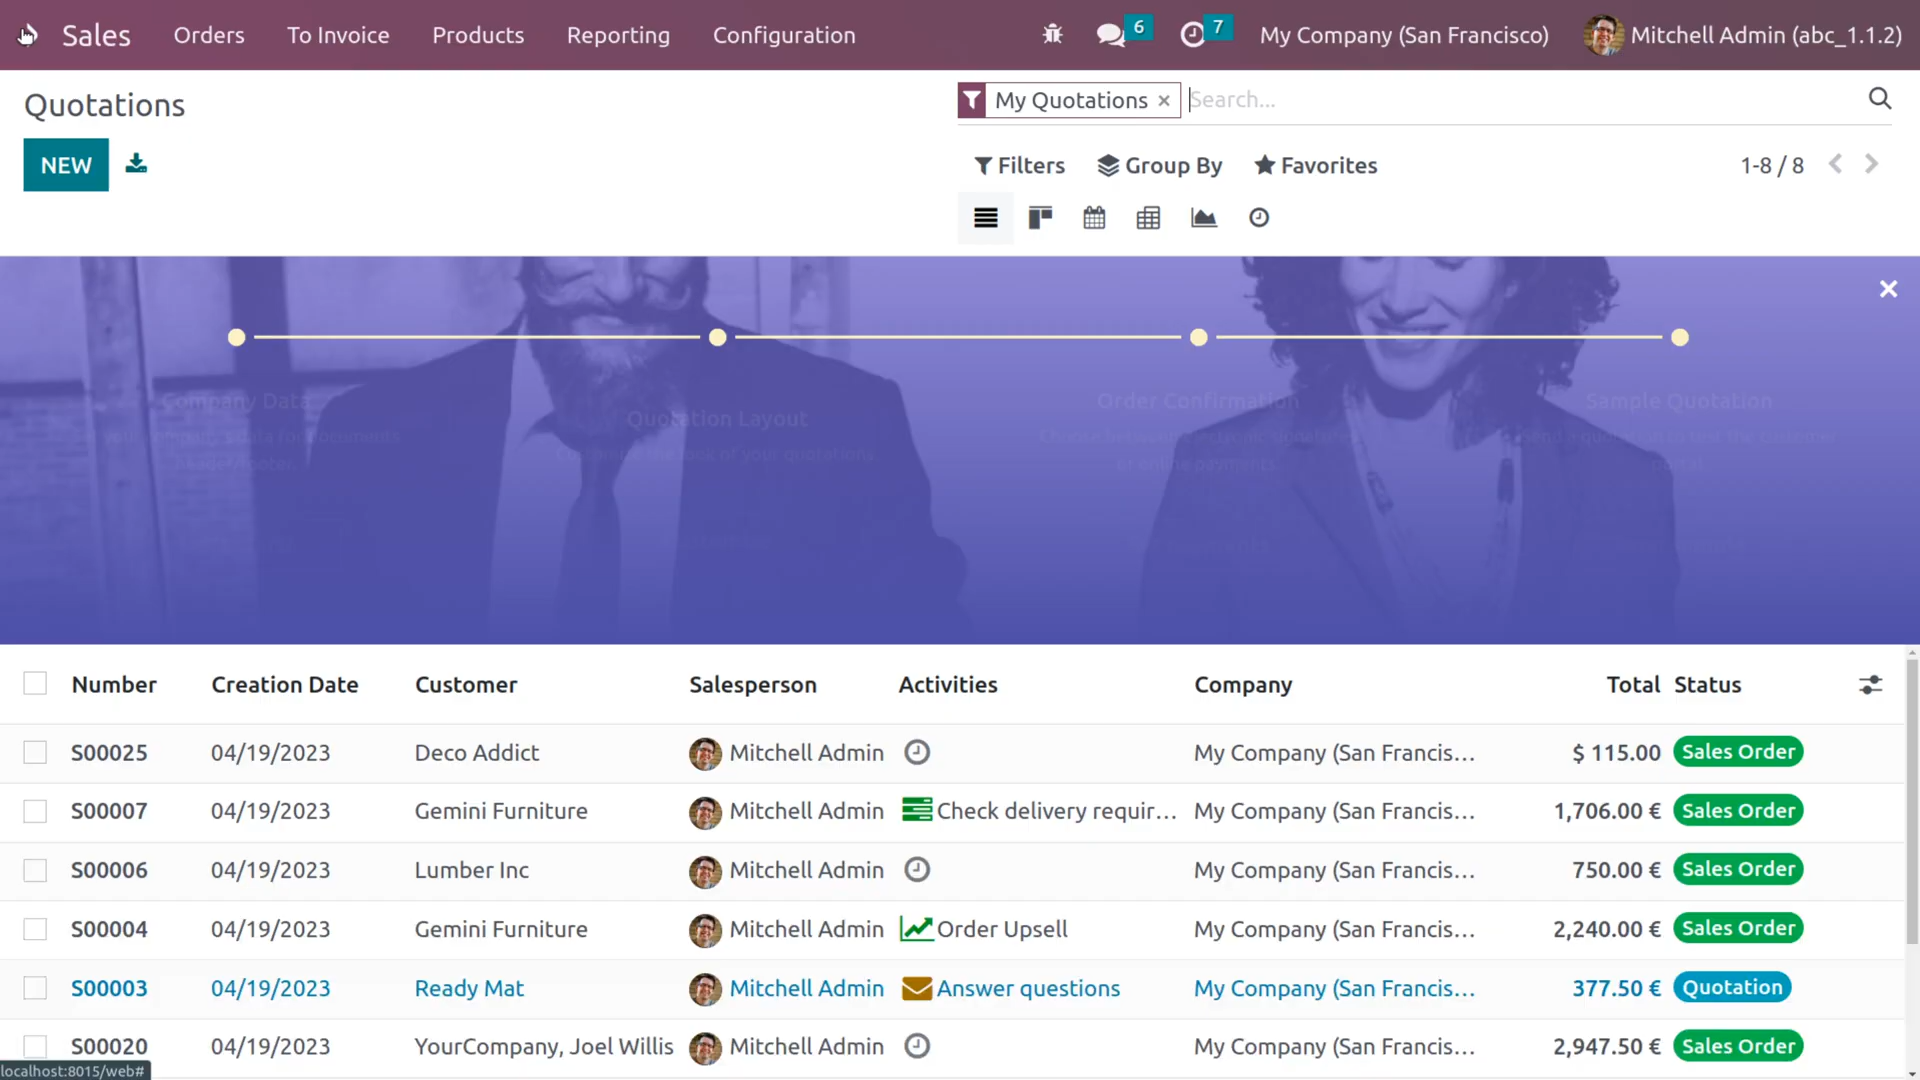 Sales Orders To Invoice Products Reporting Configuration 6 7 My Company (San Francisco) Mitchell Admin (abc_1.1.2)
Quotations
My Quotations × Search...
NEW
Filters Group By Favorites 1-8 / 8
Company Data
Quotation Layout
Order Confirmation
Sample Quotation
Number Creation Date Customer Salesperson Activities Company Total Status
S00025 04/19/2023 Deco Addict Mitchell Admin My Company (San Francis... $ 115.00 Sales Order
S00007 04/19/2023 Gemini Furniture Mitchell Admin Check delivery requir... My Company (San Francis... 1,706.00 € Sales Order
S00006 04/19/2023 Lumber Inc Mitchell Admin My Company (San Francis... 750.00 € Sales Order
S00004 04/19/2023 Gemini Furniture Mitchell Admin Order Upsell My Company (San Francis... 2,240.00 € Sales Order
S00003 04/19/2023 Ready Mat Mitchell Admin Answer questions My Company (San Francis... 377.50 € Quotation
S00020 04/19/2023 YourCompany, Joel Willis Mitchell Admin My Company (San Francis... 2,947.50 € Sales Order
localhost:8015/web#